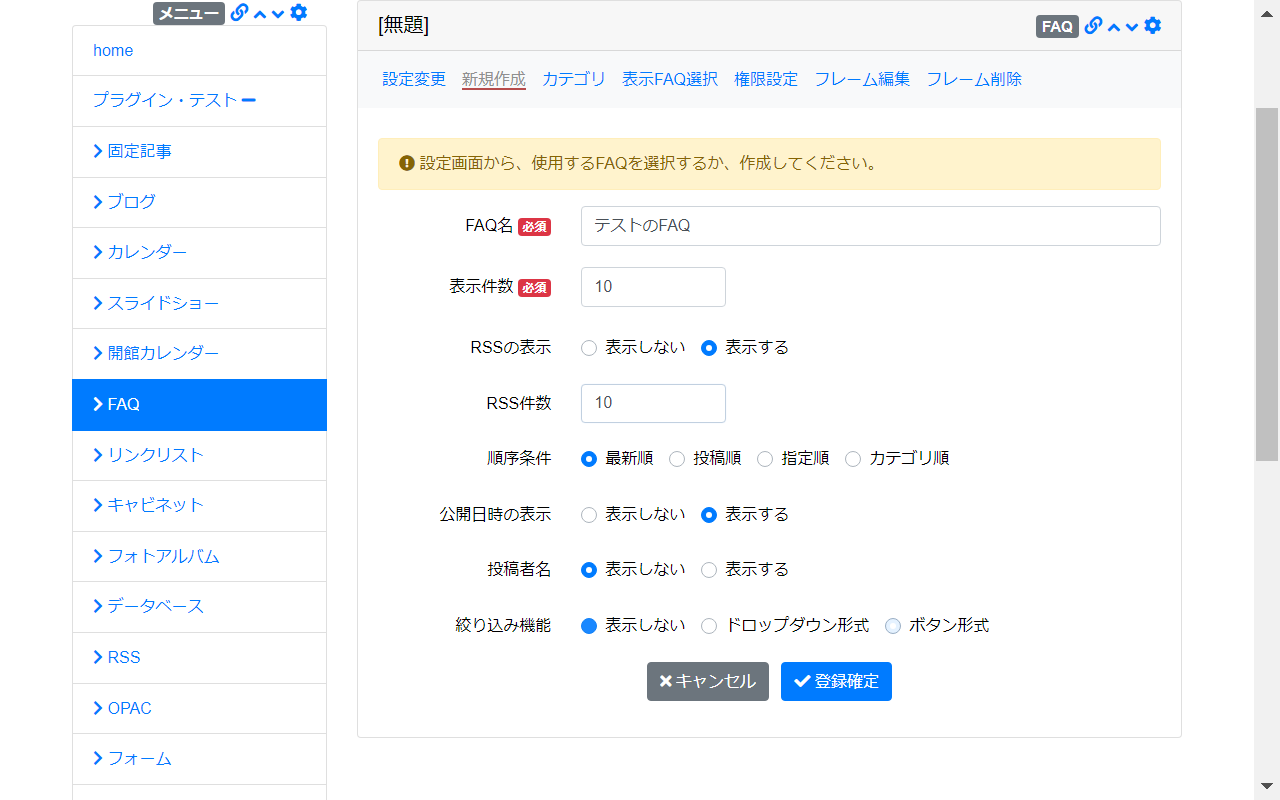 メニュー
home
プラグイン・テスト
固定記事
ブログ
カレンダー
スライドショー
開館カレンダー
FAQ
リンクリスト
キャビネット
フォトアルバム
データベース
RSS
OPAC
フォーム
[無題] FAQ
設定変更 新規作成 カテゴリ 表示FAQ選択 権限設定 フレーム編集 フレーム削除
設定画面から、使用するFAQを選択するか、作成してください。
FAQ名 必須 テストのFAQ
表示件数 必須 10
RSSの表示 表示しない 表示する
RSS件数 10
順序条件 最新順 投稿順 指定順 カテゴリ順
公開日時の表示 表示しない 表示する
投稿者名 表示しない 表示する
絞り込み機能 表示しない ドロップダウン形式 ボタン形式
キャンセル 登録確定